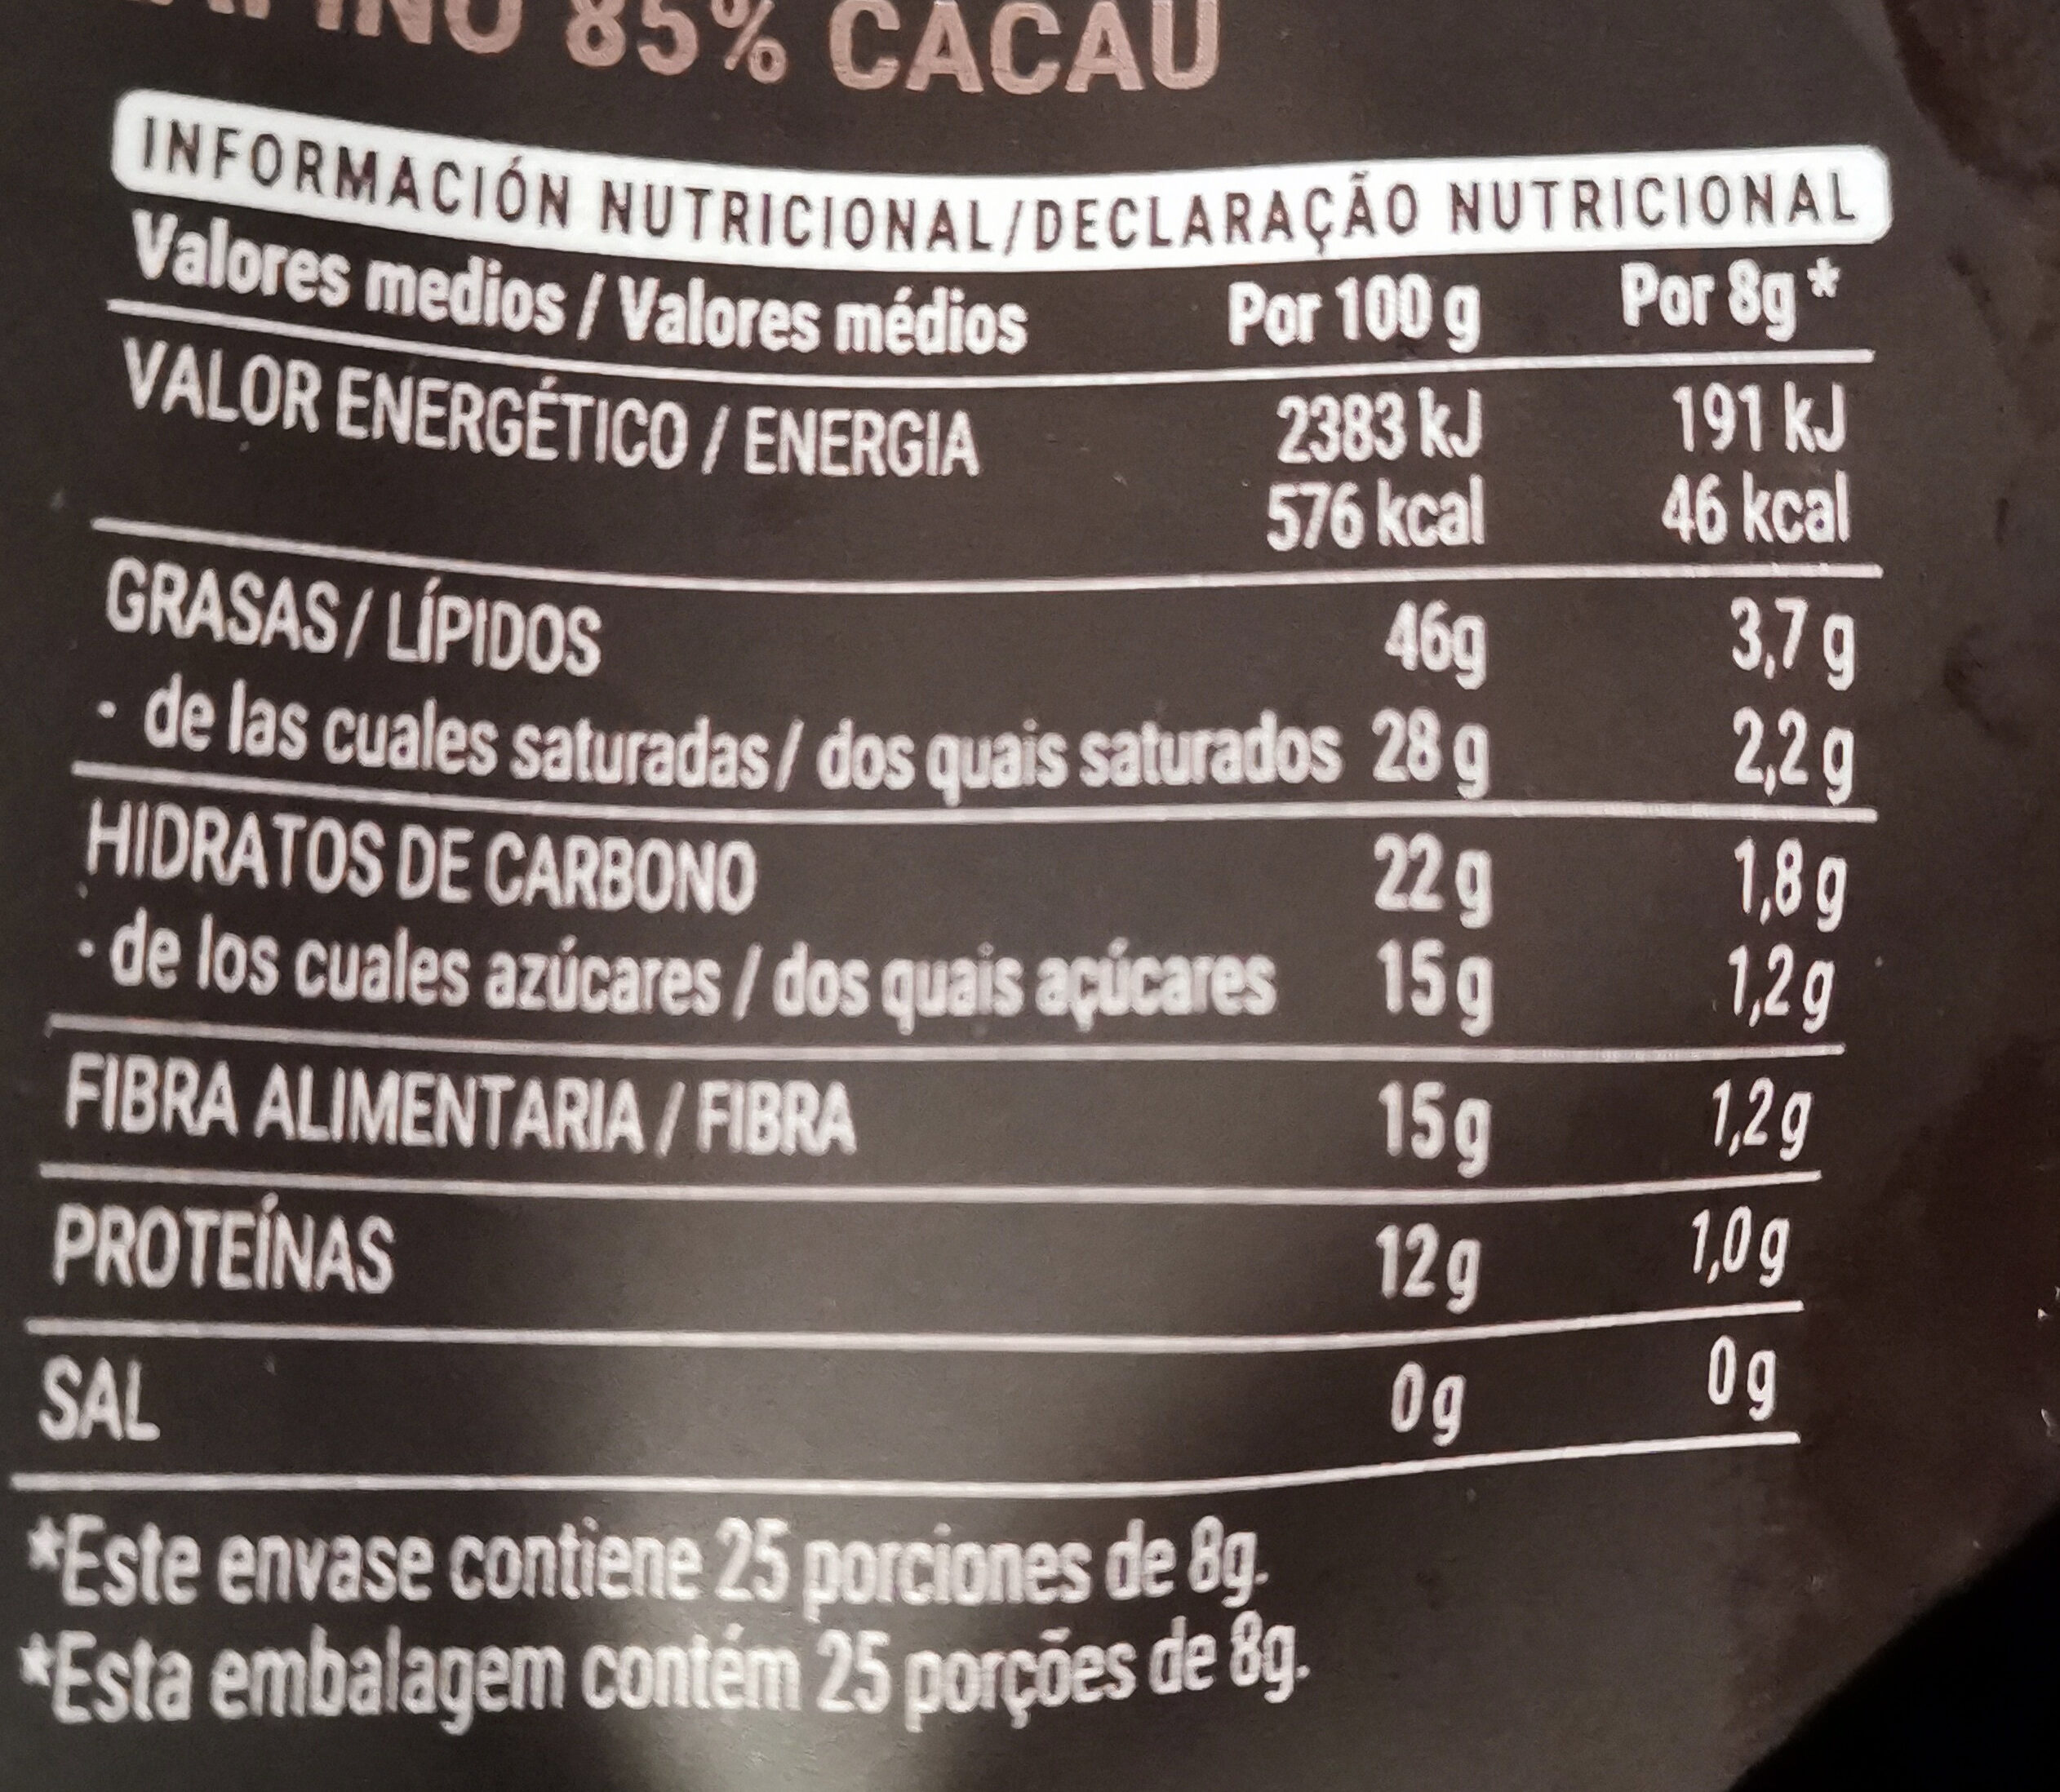 85% CACAU
INFORMACIÓN NUTRICIONAL/DECLARAÇÃO NUTRICIONAL
Valores medios / Valores médios Por 100 g Por 8g*
VALOR ENERGÉTICO / ENERGIA 2383 kJ 191 kJ
576 kcal 46 kcal
GRASAS/ LÍPIDOS 46g 3,7 g
- de las cuales saturadas/ dos quais saturados 28 g 2,2 g
HIDRATOS DE CARBONO 22 g 1,8 g
- de los cuales azúcares / dos quais açúcares 15 g 1,2 g
FIBRA ALIMENTARIA / FIBRA 15 g 1,2 g
PROTEÍNAS 12 g 1,0 g
SAL 0 g 0 g
*Este envase contiene 25 porciones de 8g.
*Esta embalagem contém 25 porções de 8g.